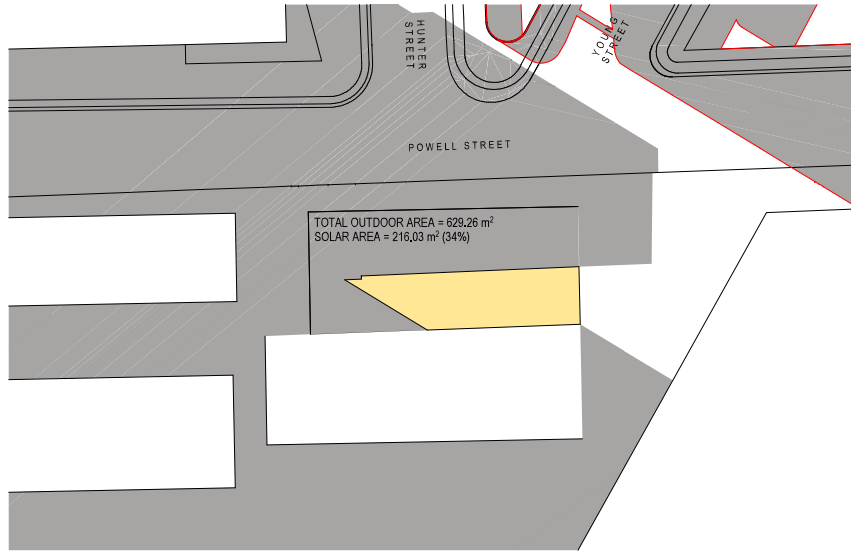 HUNTER
STREET
YOUNG
STREET
POWELL STREET
TOTAL OUTDOOR AREA = 629.26 m²
SOLAR AREA = 216.03 m² (34%)